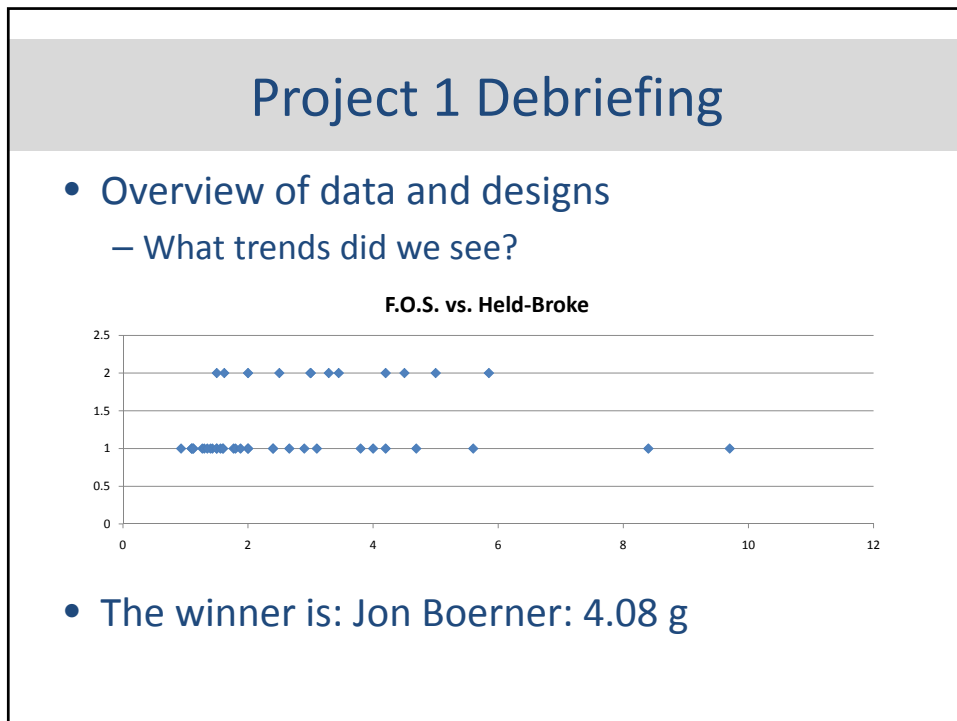 Project 1 Debriefing
• Overview of data and designs
– What trends did we see?
F.O.S. vs. Held-Broke
2.5
2
1.5
1
0.5
0
0 2 4 6 8 10 12
• The winner is: Jon Boerner: 4.08 g